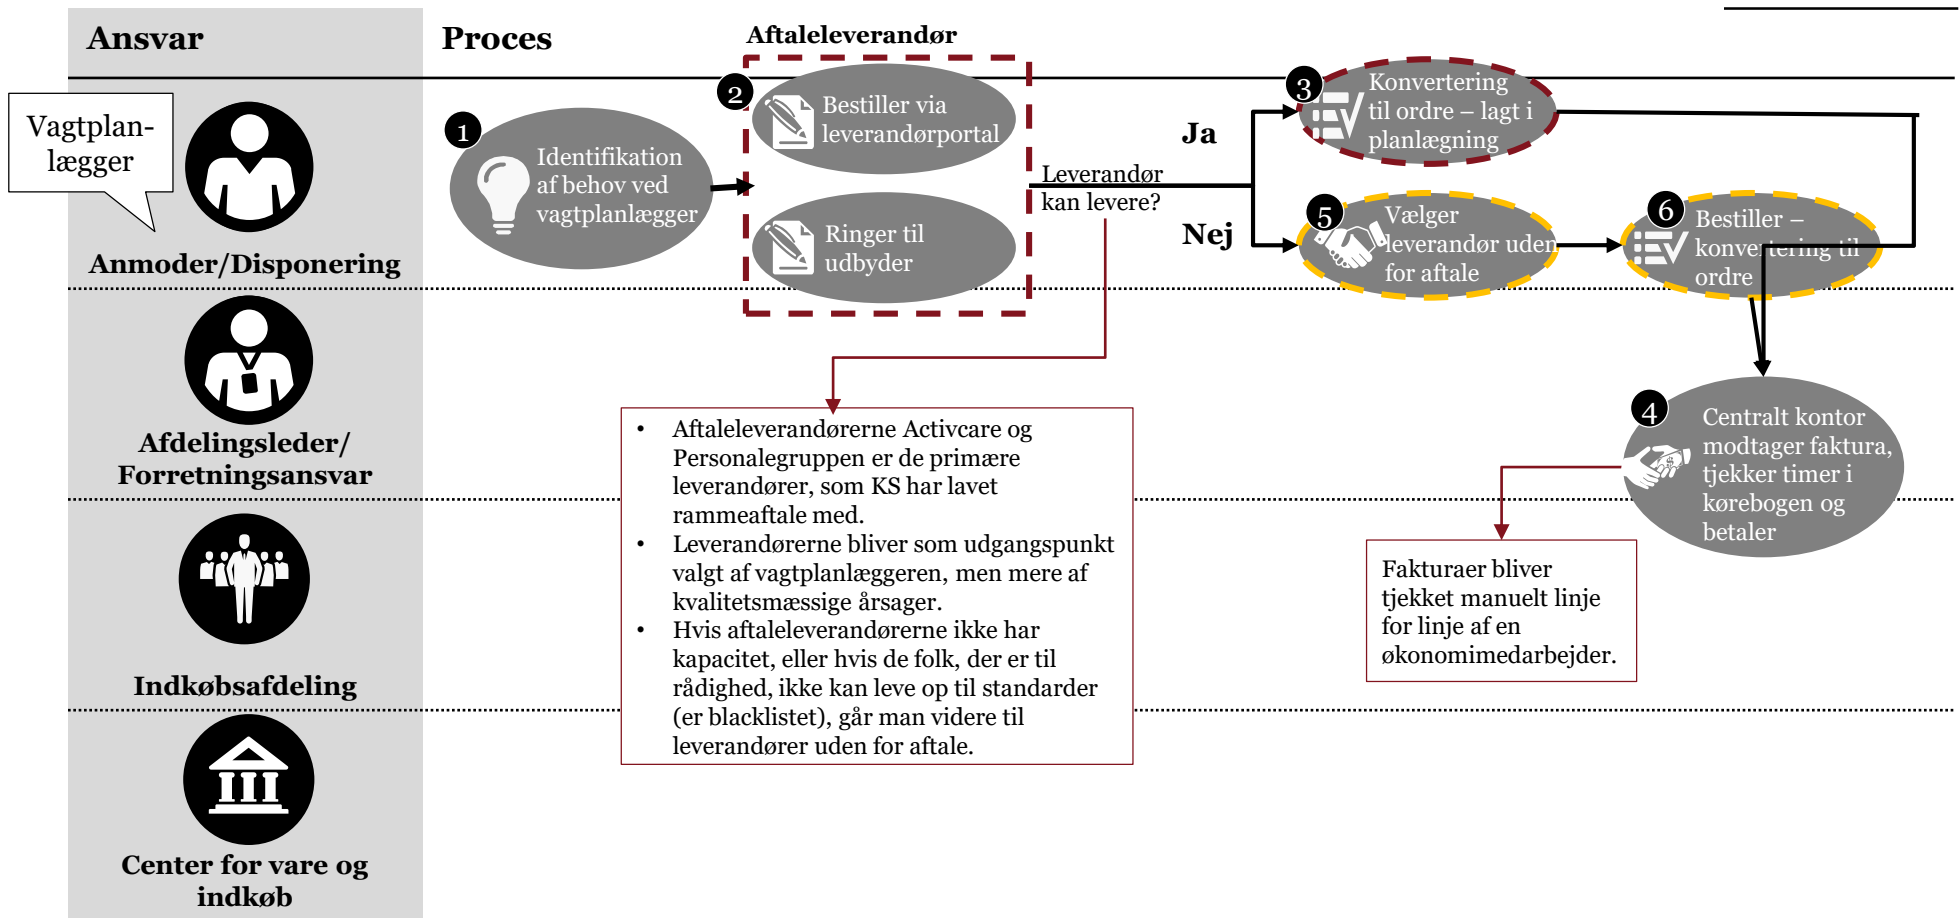 Ansvar
Proces
Aftaleleverandør
Vagtplan-
lægger
Anmoder/Disponering
1
Identifikation
af behov ved
vagtplanlægger
2
Bestiller via
leverandørportal
Ringer til
udbyder
Leverandør
kan levere?
Ja
Nej
3
Konvertering
til ordre – lagt i
planlægning
5
Vælger
leverandør uden
for aftale
6
Bestiller –
konvertering til
ordre
Afdelingsleder/
Forretningsansvar
4
Centralt kontor
modtager faktura,
tjekker timer i
kørebogen og
betaler
• Aftaleleverandørerne Activcare og
Personalegruppen er de primære
leverandører, som KS har lavet
rammeaftale med.
• Leverandørerne bliver som udgangspunkt
valgt af vagtplanlæggeren, men mere af
kvalitetsmæssige årsager.
• Hvis aftaleleverandørerne ikke har
kapacitet, eller hvis de folk, der er til
rådighed, ikke kan leve op til standarder
(er blacklistet), går man videre til
leverandører uden for aftale.
Fakturaer bliver
tjekket manuelt linje
for linje af en
økonomimedarbejder.
Indkøbsafdeling
Center for vare og
indkøb